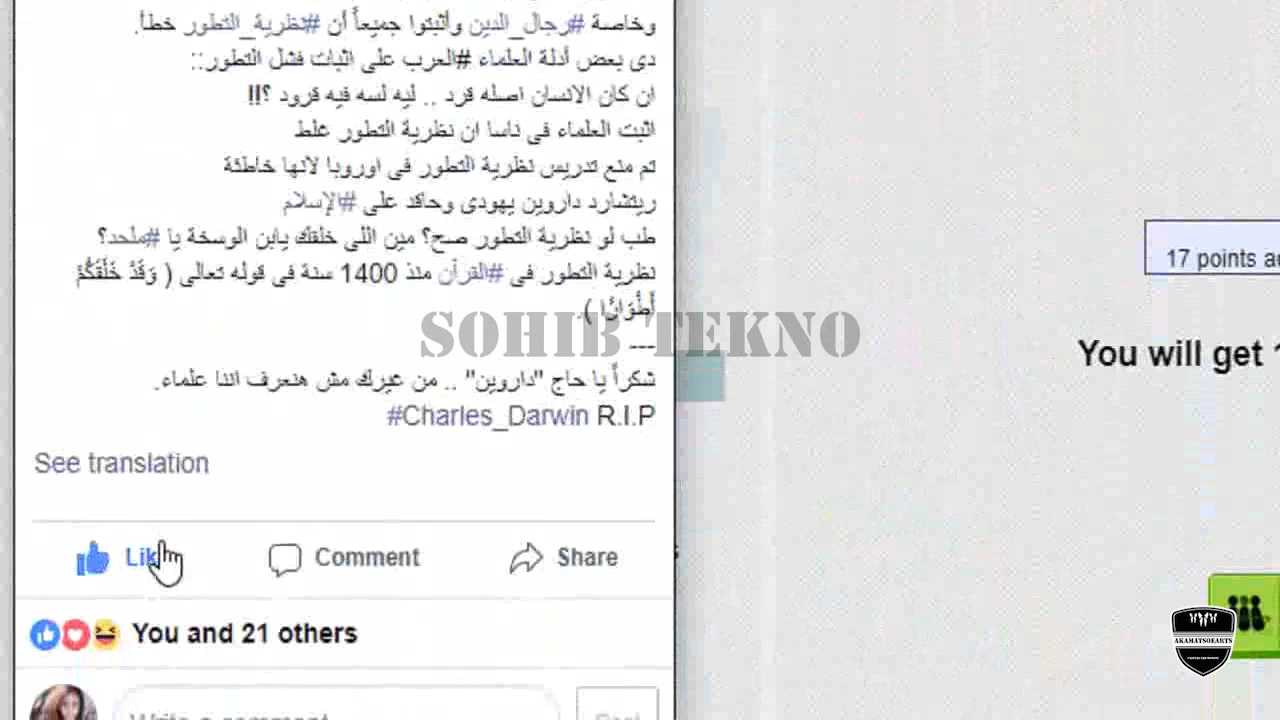 وخاصة #رجال_الدين وأثبتوا جميعاً أن #نظرية_التطور خطأ.
دى بعض أدلة العلماء #العرب على اثبات فشل التطور::
ان كان الانسان اصله قرد .. ليه لسه فيه قرود ؟!!
اثبت العلماء فى ناسا ان نظرية التطور غلط
تم منع تدريس نظرية التطور فى اوروبا لانها خاطئة
ريتشارد داروين يهودى وحاقد على #الإسلام
طب لو نظرية التطور صح؟ مين اللى خلقك يابن الوسخة يا #ملحد؟
نظرية التطور فى #القرآن منذ 1400 سنة فى قوله تعالى ( وَقَدْ خَلَقَكُمْ
أَطْوَارًا ).
---
شكراً يا حاج "داروين" .. من غيرك مش هنعرف اننا علماء.
#Charles_Darwin R.I.P
See translation
Like Comment Share
You and 21 others
Write a comment
SOHIB TEKNO
17 points
You will get
AKAMATSOEARTS